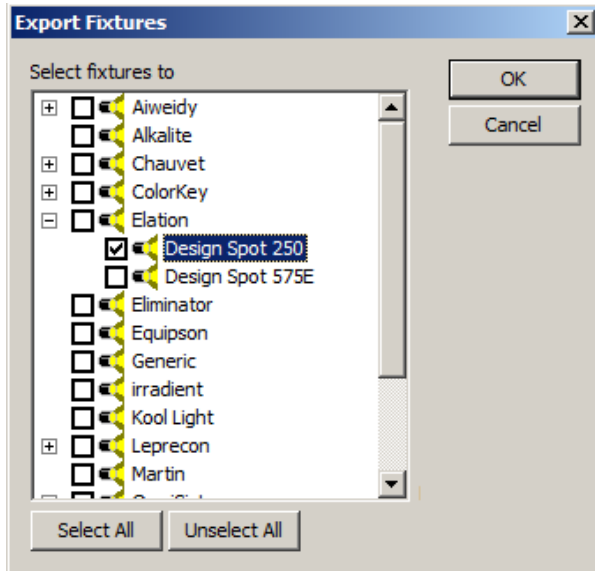 Export Fixtures
Select fixtures to
OK
Cancel
Aiweidy
Alkalite
Chauvet
ColorKey
Elation
Design Spot 250
Design Spot 575E
Eliminator
Equipson
Generic
irradient
Kool Light
Leprecon
Martin
Select All
Unselect All